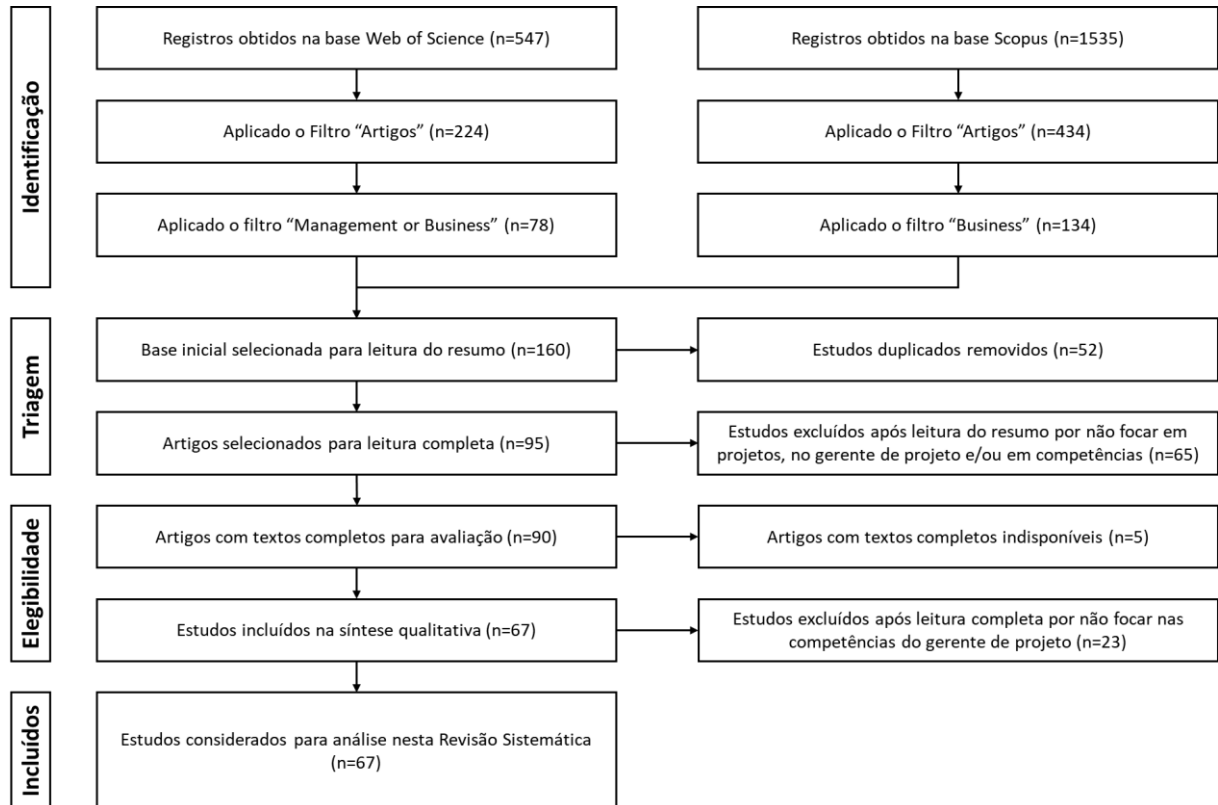 Identificação
Registros obtidos na base Web of Science (n=547)
Registros obtidos na base Scopus (n=1535)
Aplicado o Filtro “Artigos” (n=224)
Aplicado o Filtro “Artigos” (n=434)
Aplicado o filtro “Management or Business” (n=78)
Aplicado o filtro “Business” (n=134)
Triagem
Base inicial selecionada para leitura do resumo (n=160)
Estudos duplicados removidos (n=52)
Artigos selecionados para leitura completa (n=95)
Estudos excluídos após leitura do resumo por não focar em
projetos, no gerente de projeto e/ou em competências (n=65)
Elegibilidade
Artigos com textos completos para avaliação (n=90)
Artigos com textos completos indisponíveis (n=5)
Estudos incluídos na síntese qualitativa (n=67)
Estudos excluídos após leitura completa por não focar nas
competências do gerente de projeto (n=23)
Incluídos
Estudos considerados para análise nesta Revisão Sistemática
(n=67)